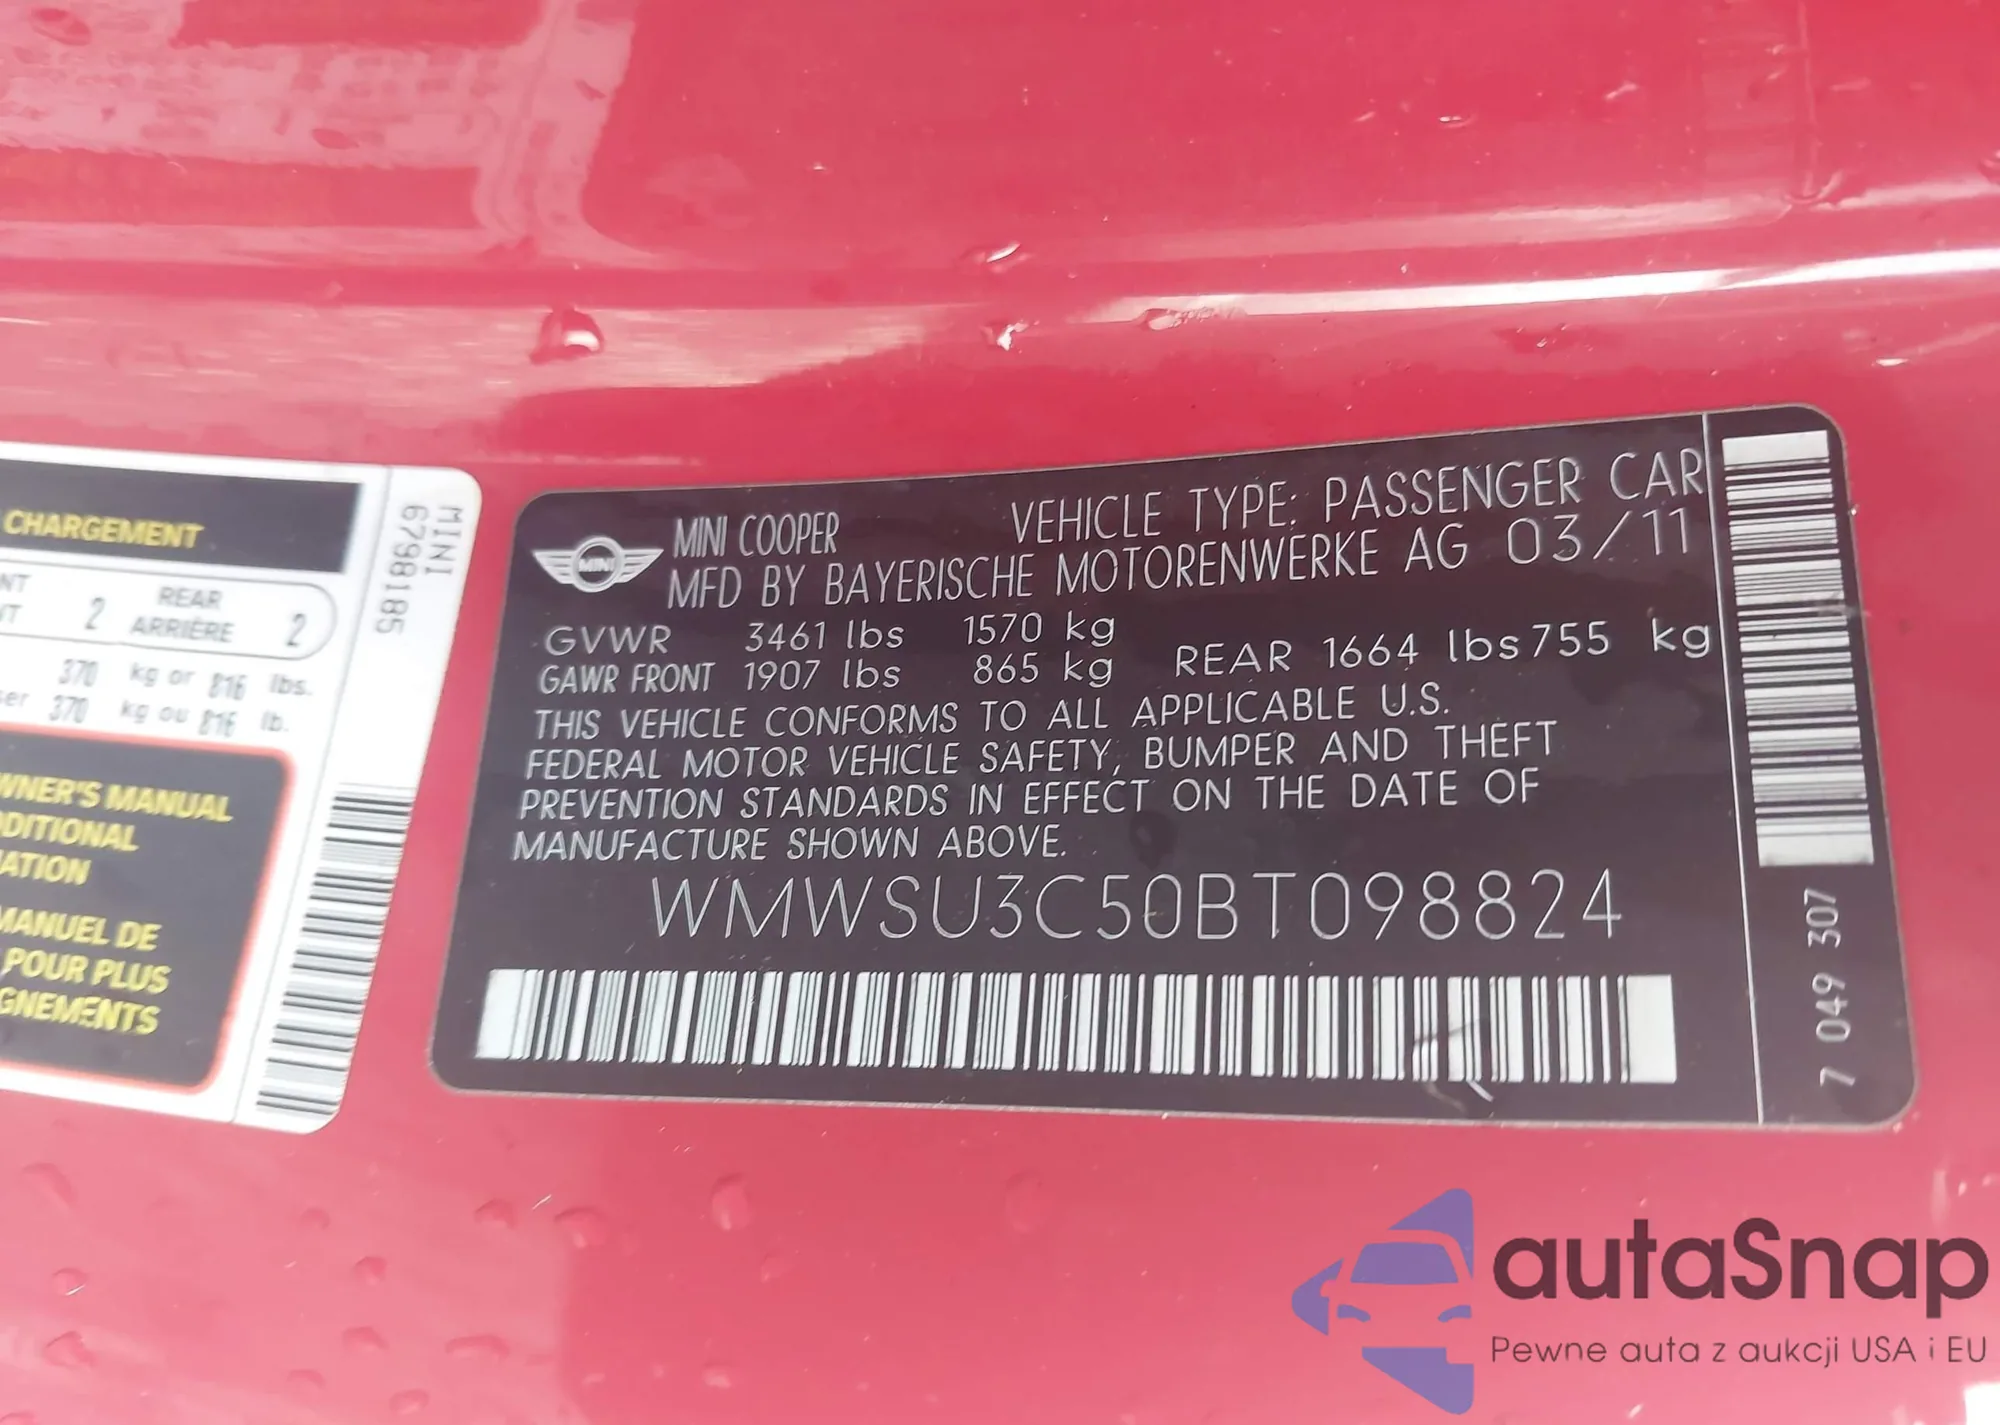 CHARGEMENT
MINI
6798185
2 REAR 2
ARRIÈRE
370 kg or 816 lbs.
370 kg ou 816 lb.
MANUAL
MANUEL DE
POUR PLUS
MINI COOPER VEHICLE TYPE: PASSENGER CAR
MINI
MFD BY BAYERISCHE MOTORENWERKE AG 03/11
GVWR 3461 lbs 1570 kg
GAWR FRONT 1907 lbs 865 kg REAR 1664 lbs 755 kg
THIS VEHICLE CONFORMS TO ALL APPLICABLE U.S.
FEDERAL MOTOR VEHICLE SAFETY, BUMPER AND THEFT
PREVENTION STANDARDS IN EFFECT ON THE DATE OF
MANUFACTURE SHOWN ABOVE.
WMWSU3C50BT098824
7 049 307
autaSnap
Pewne auta z aukcji USA i EU